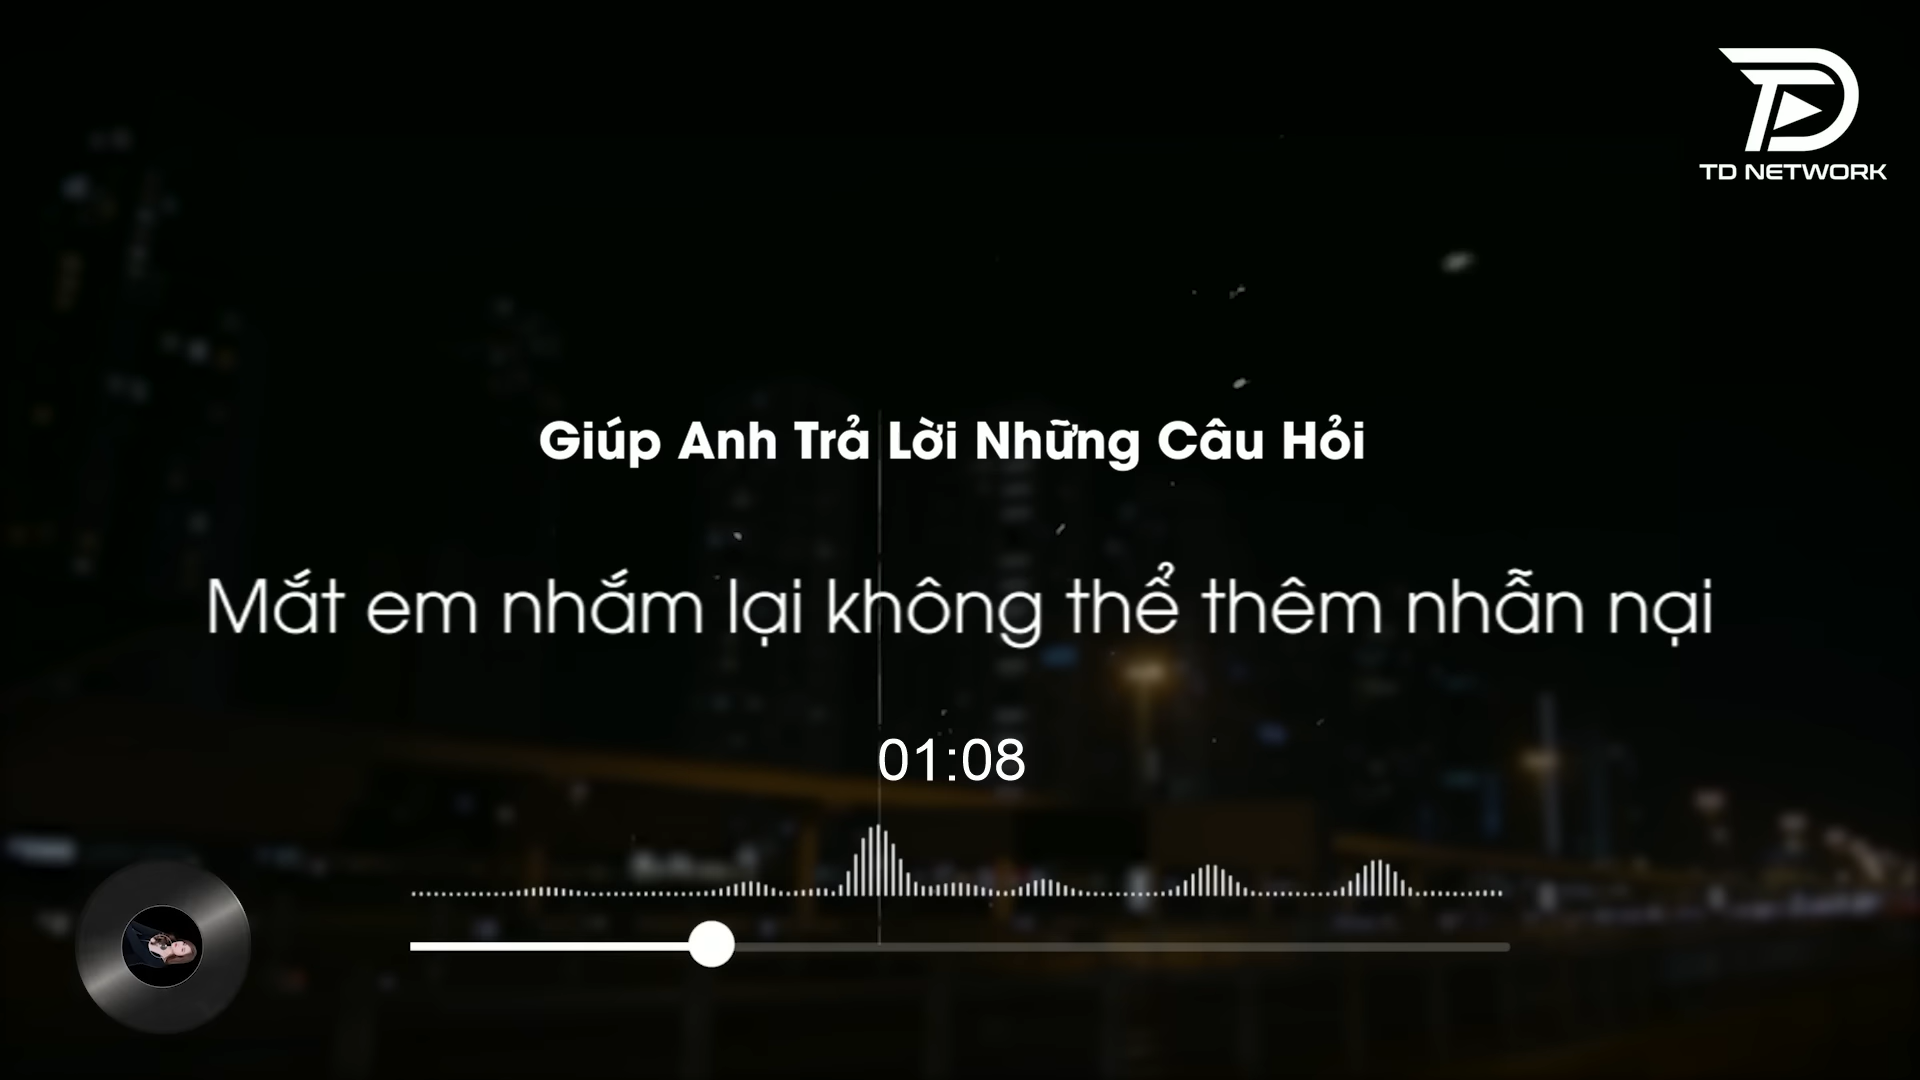 TD NETWORK
Giúp Anh Trả Lời Những Câu Hỏi
Mắt em nhắm lại không thể thêm nhẫn nại
01:08